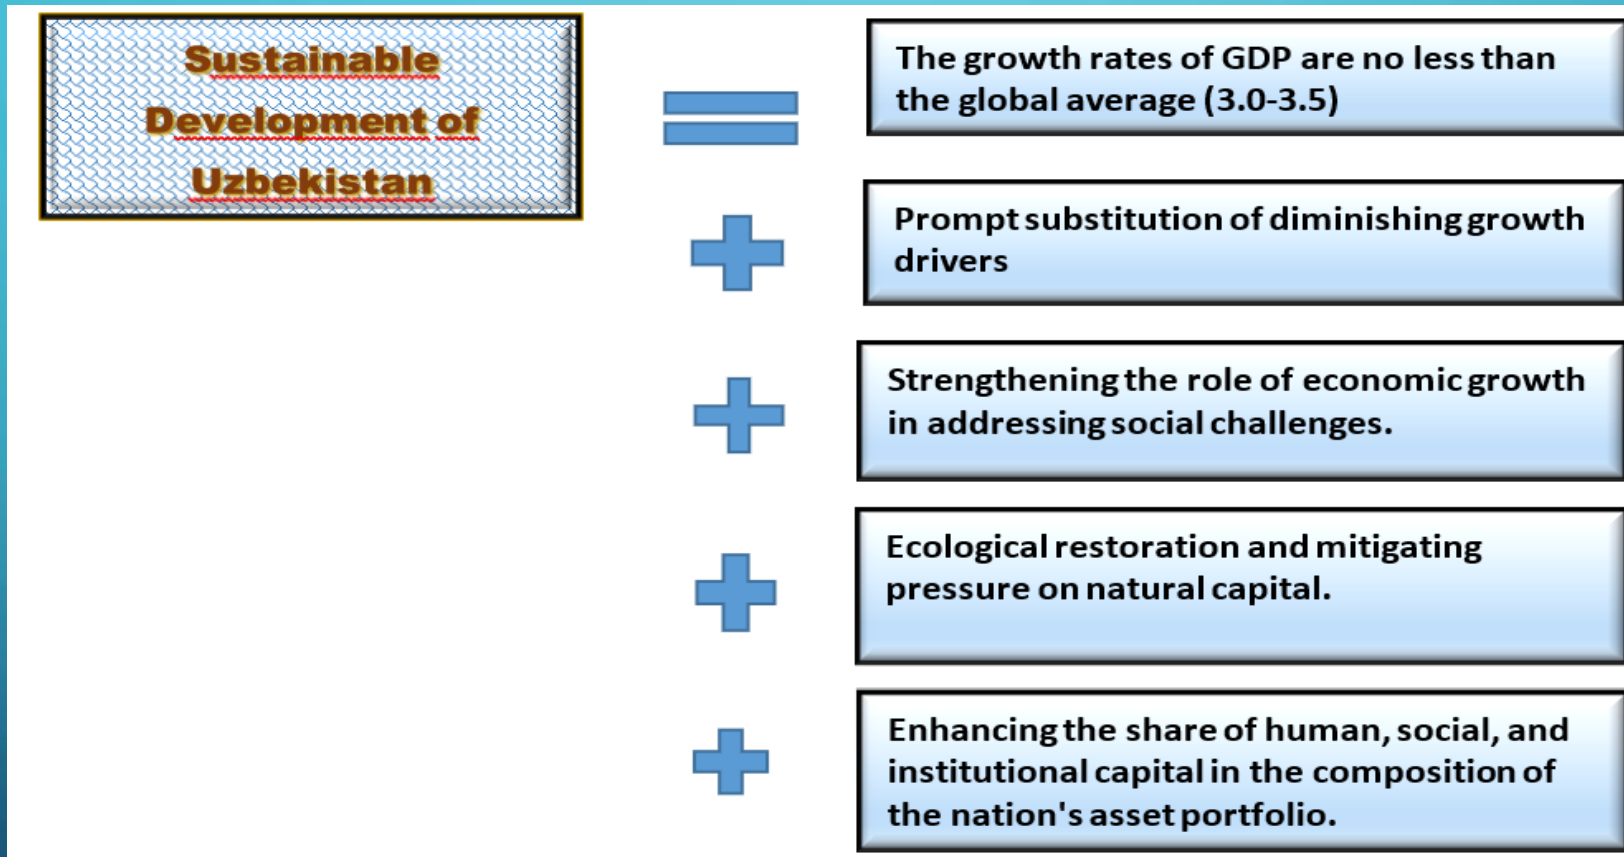 Sustainable
Development of
Uzbekistan
The growth rates of GDP are no less than
the global average (3.0-3.5)
Prompt substitution of diminishing growth
drivers
Strengthening the role of economic growth
in addressing social challenges.
Ecological restoration and mitigating
pressure on natural capital.
Enhancing the share of human, social, and
institutional capital in the composition of
the nation's asset portfolio.